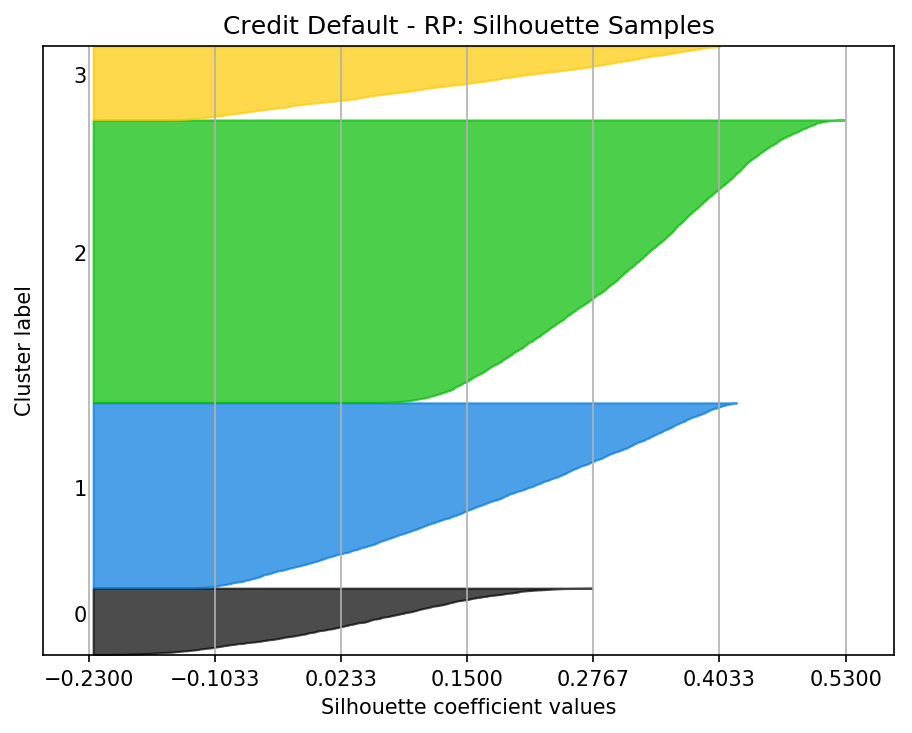 Credit Default - RP: Silhouette Samples
3
2
1
0
Cluster label
−0.2300 −0.1033 0.0233 0.1500 0.2767 0.4033 0.5300
Silhouette coefficient values